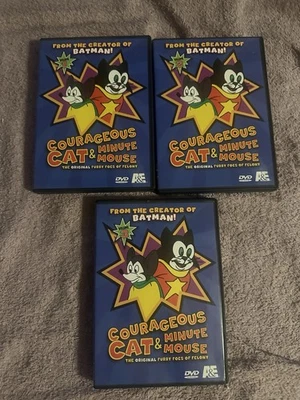 FROM THE CREATOR OF
BATMAN!
COURAGEOUS
CAT & MINUTE
MOUSE
THE ORIGINAL FURRY FOES OF FELONY
DVD
A&E
FROM THE CREATOR OF
BATMAN!
COURAGEOUS
CAT & MINUTE
MOUSE
THE ORIGINAL FURRY FOES OF FELONY
DVD
A&E
FROM THE CREATOR OF
BATMAN!
COURAGEOUS
CAT & MINUTE
MOUSE
THE ORIGINAL FURRY FOES OF FELONY
DVD
A&E